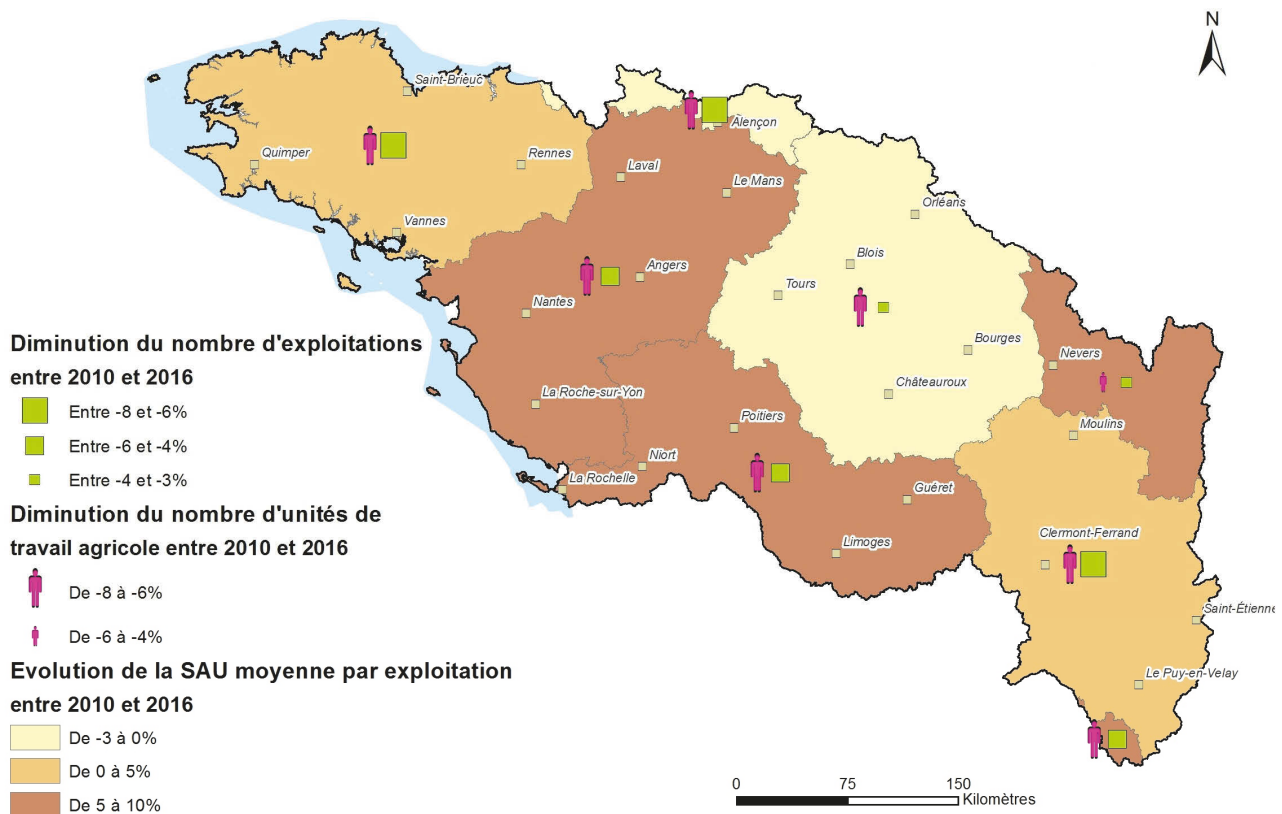 N
Saint-Brieuc
Alençon
Quimper
Rennes
Laval
Le Mans
Orléans
Vannes
Blois
Angers
Tours
Nantes
Bourges
Nevers
Châteauroux
La Roche-sur-Yon
Poitiers
Moulins
Niort
La Rochelle
Guéret
Limoges
Clermont-Ferrand
Saint-Étienne
Le Puy-en-Velay
Diminution du nombre d'exploitations
entre 2010 et 2016
Entre -8 et -6%
Entre -6 et -4%
Entre -4 et -3%
Diminution du nombre d'unités de
travail agricole entre 2010 et 2016
De -8 à -6%
De -6 à -4%
Evolution de la SAU moyenne par exploitation
entre 2010 et 2016
De -3 à 0%
De 0 à 5%
De 5 à 10%
0 75 150
Kilomètres